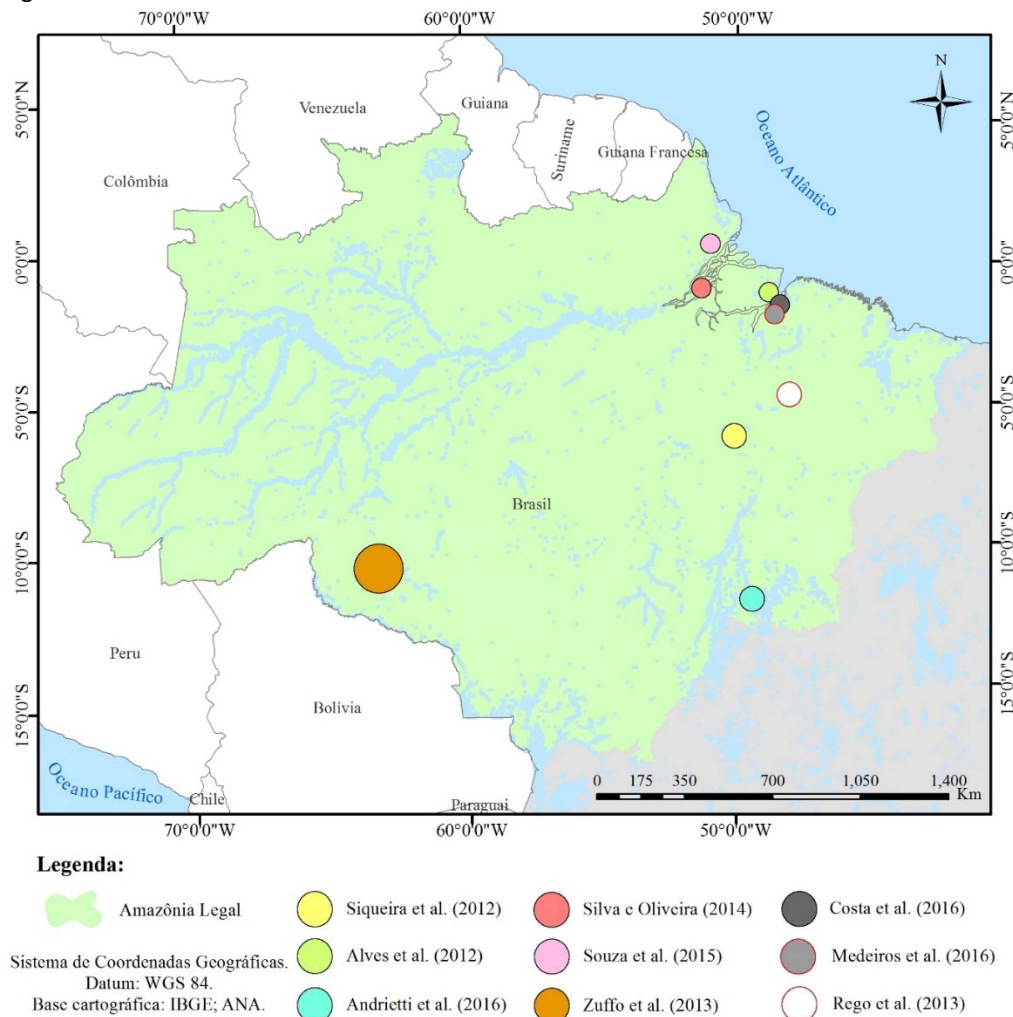 g
70°0'0"W 60°0'0"W 50°0'0"W
N
5°0'0"N
5°0'0"N
Venezuela
Guiana
Suriname
Guiana Francesa
Oceano Atlântico
Colômbia
0°0'0"
0°0'0"
5°0'0"S
5°0'0"S
Brasil
10°0'0"S
10°0'0"S
Peru
Bolívia
15°0'0"S
15°0'0"S
Oceano Pacífico
Chile
Paraguai
0 175 350 700 1,050 1,400
Km
70°0'0"W 60°0'0"W 50°0'0"W
Legenda:
Amazônia Legal
Siqueira et al. (2012)
Silva e Oliveira (2014)
Costa et al. (2016)
Sistema de Coordenadas Geográficas.
Datum: WGS 84.
Base cartográfica: IBGE; ANA.
Alves et al. (2012)
Souza et al. (2015)
Medeiros et al. (2016)
Andrietti et al. (2016)
Zuffo et al. (2013)
Rego et al. (2013)